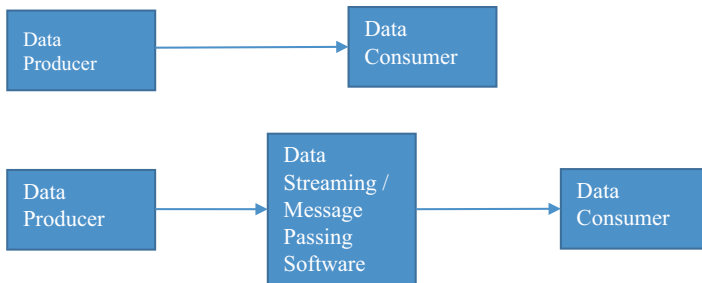 Data
Producer
Data
Consumer
Data
Producer
Data
Streaming /
Message
Passing
Software
Data
Consumer